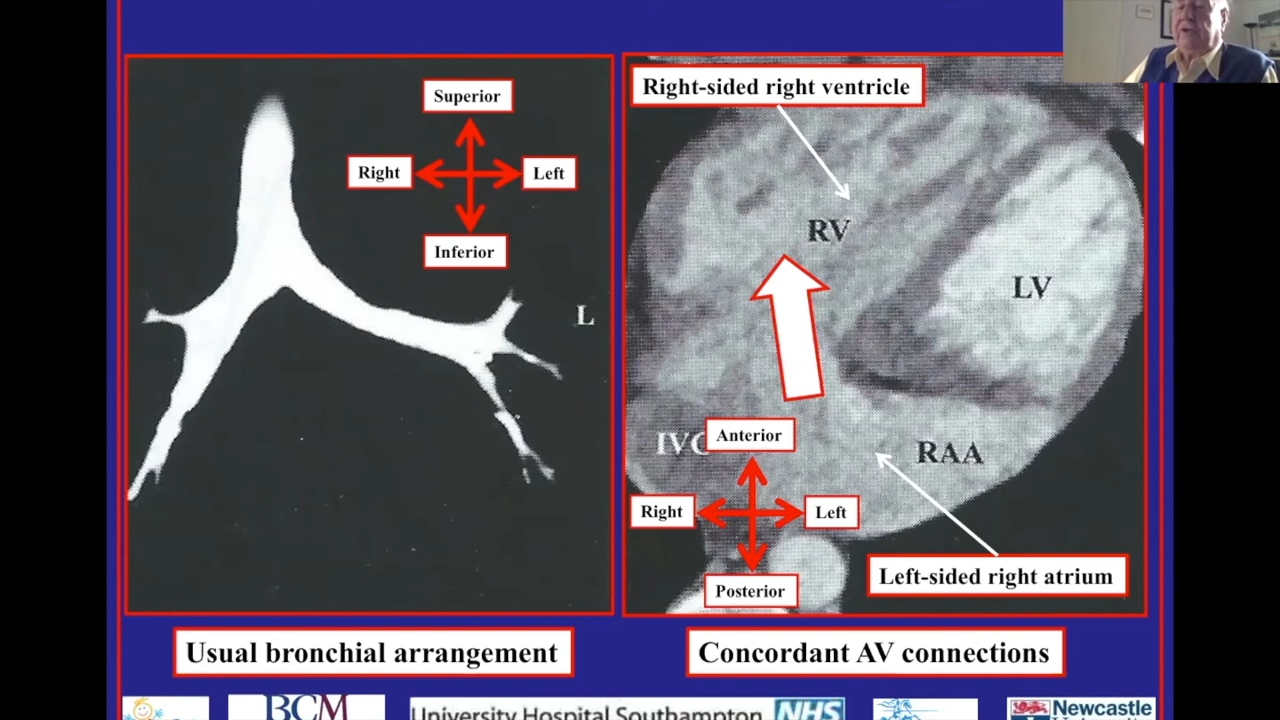 Superior
Right
Left
Inferior
L
Usual bronchial arrangement
Right-sided right ventricle
RV
LV
RAA
Anterior
Right
Left
Posterior
Left-sided right atrium
Concordant AV connections
BCM
University Hospital Southampton
NHS
Newcastle